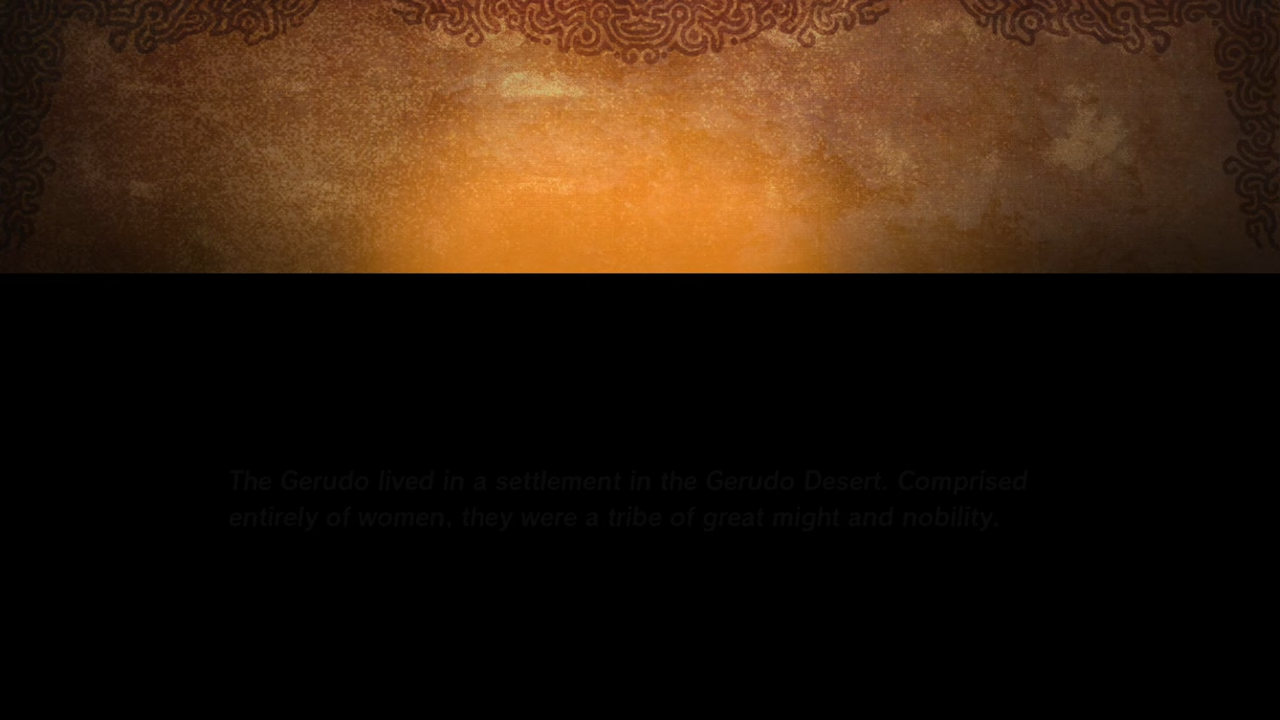 The Gerudo lived in a settlement in the Gerudo Desert. Comprised
entirely of women, they were a tribe of great might and nobility.